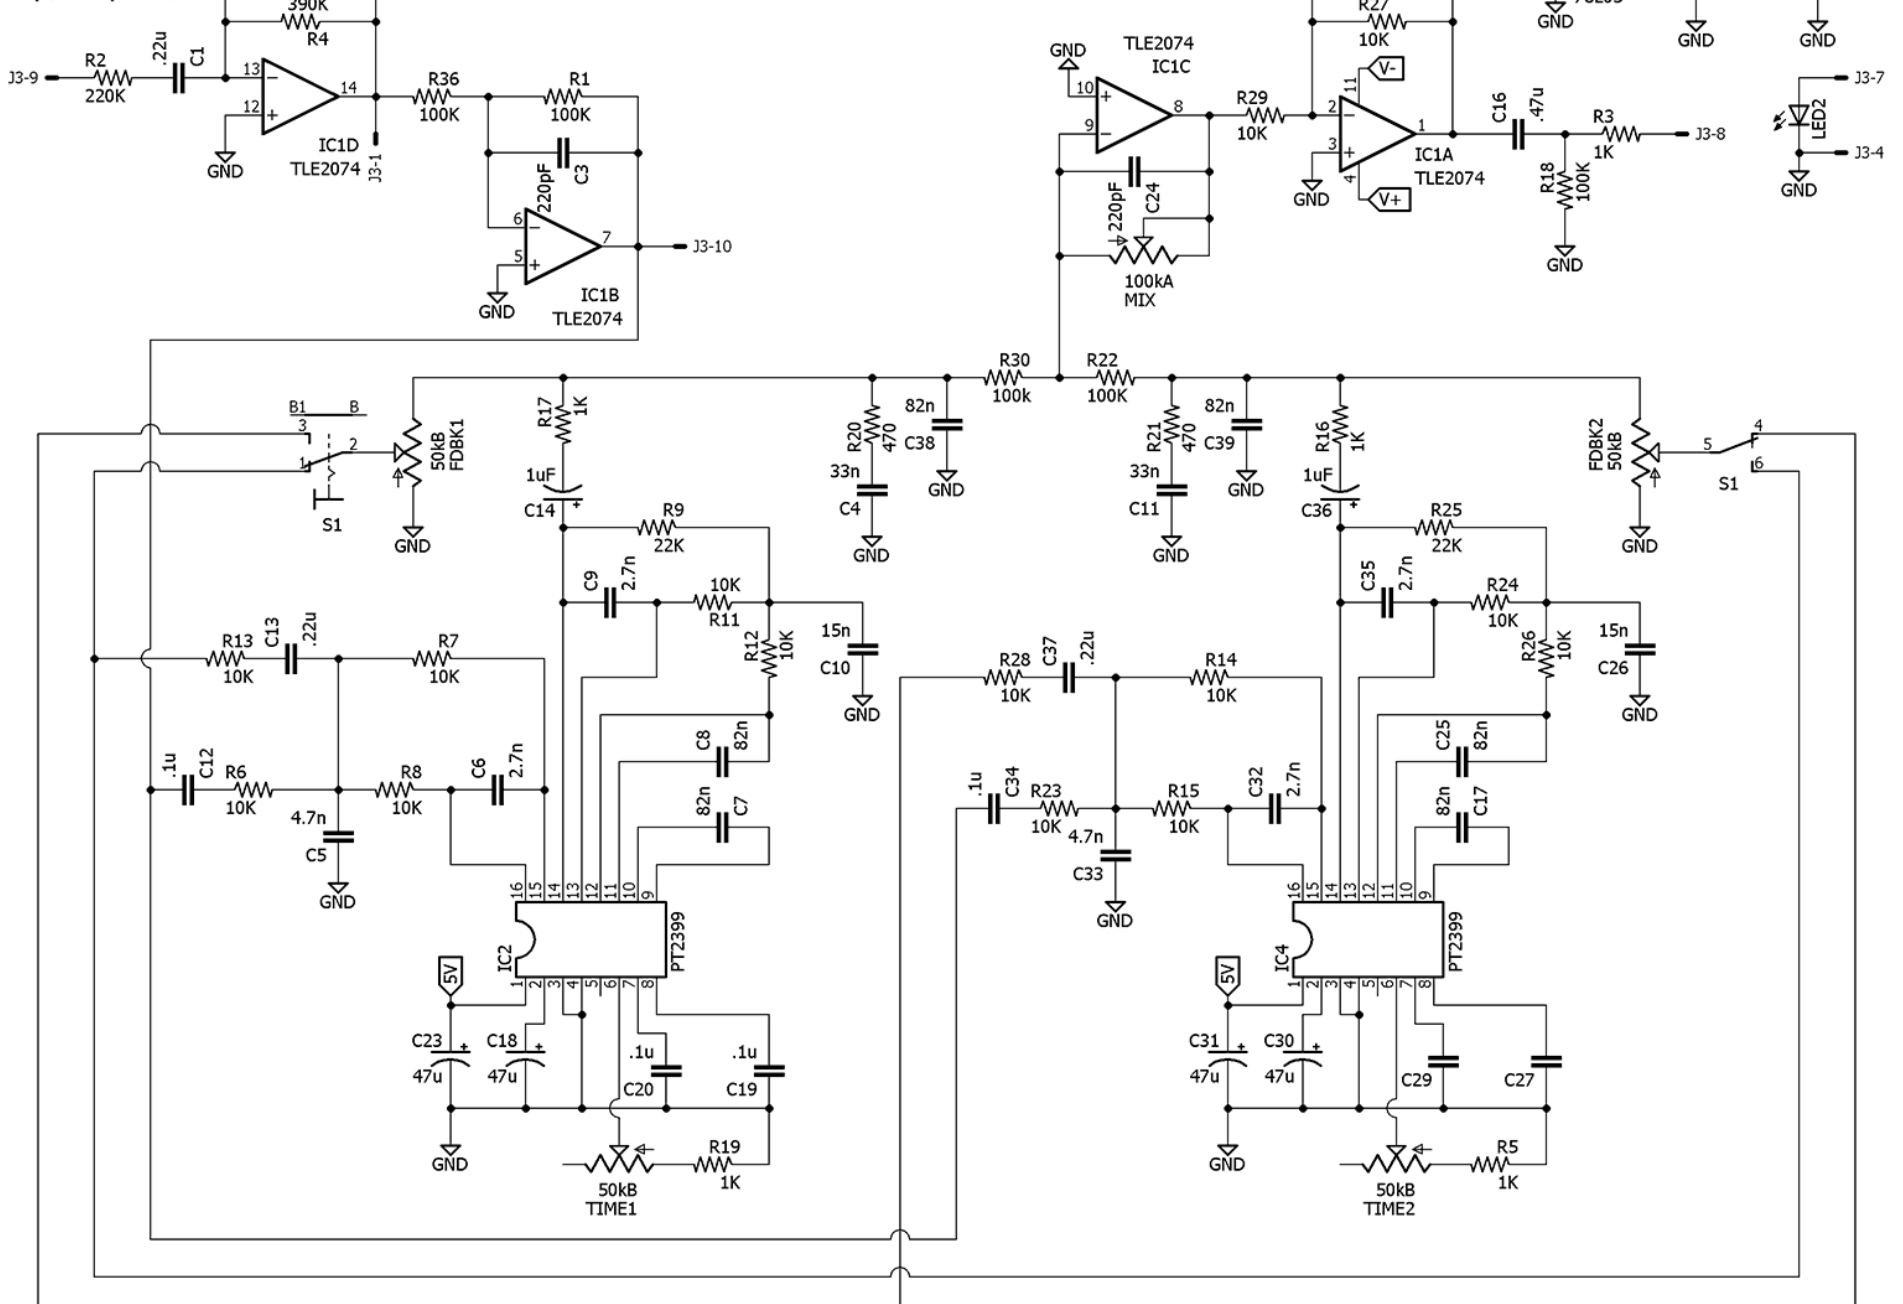 390K
R4
R2
220K
.22u
C1
J3-9
13
12
14
GND
IC1D
TLE2074
J3-1
R36
100K
R1
100K
220pF
C3
6
5
7
GND
IC1B
TLE2074
J3-10
GND
TLE2074
IC1C
10
9
8
220pF
C24
100kA
MIX
R29
10K
R27
10K
V-
11
2
3
1
4
V+
GND
IC1A
TLE2074
C16
.47u
R3
1K
J3-8
R18
100K
GND
GND
GND
GND
J3-7
LED2
J3-4
GND
B1
B
3
1
2
S1
50kB
FDBK1
GND
R17
1K
1uF
C14
R20
470
33n
C4
GND
82n
C38
GND
R30
100k
R22
100K
R21
470
33n
C11
GND
82n
C39
GND
R16
1K
1uF
C36
FDBK2
50kB
GND
5
4
6
S1
R9
22K
C9
2.7n
10K
R11
R12
10K
15n
C10
GND
R13
10K
C13
.22u
R7
10K
.1u
C12
R6
10K
R8
10K
C6
2.7n
4.7n
C5
GND
C8
82n
82n
C7
16
15
14
13
12
11
10
9
IC2
PT2399
1
2
3
4
5
6
7
8
5V
C23
47u
C18
47u
.1u
C20
.1u
C19
GND
50kB
TIME1
R19
1K
R25
22K
C35
2.7n
R24
10K
R26
10K
15n
C26
GND
R28
10K
C37
.22u
R14
10K
.1u
C34
R23
10K
R15
10K
C32
2.7n
4.7n
C33
GND
C25
82n
82n
C17
16
15
14
13
12
11
10
9
IC4
PT2399
1
2
3
4
5
6
7
8
5V
C31
47u
C30
47u
C29
C27
GND
50kB
TIME2
R5
1K